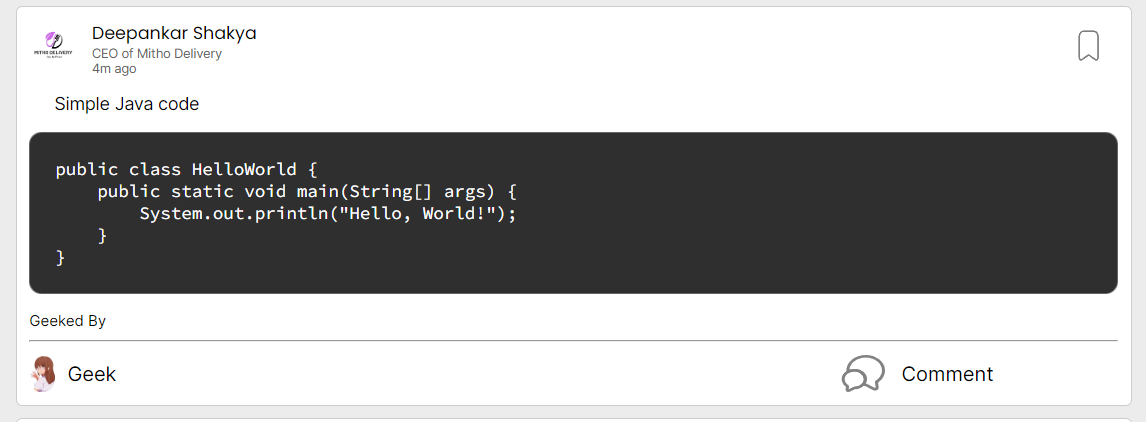 Deepankar Shakya
MITHO DELIVERY
CEO of Mitho Delivery
4m ago
Simple Java code
public class HelloWorld {
    public static void main(String[] args) {
        System.out.println("Hello, World!");
    }
}
Geeked By
Geek
Comment